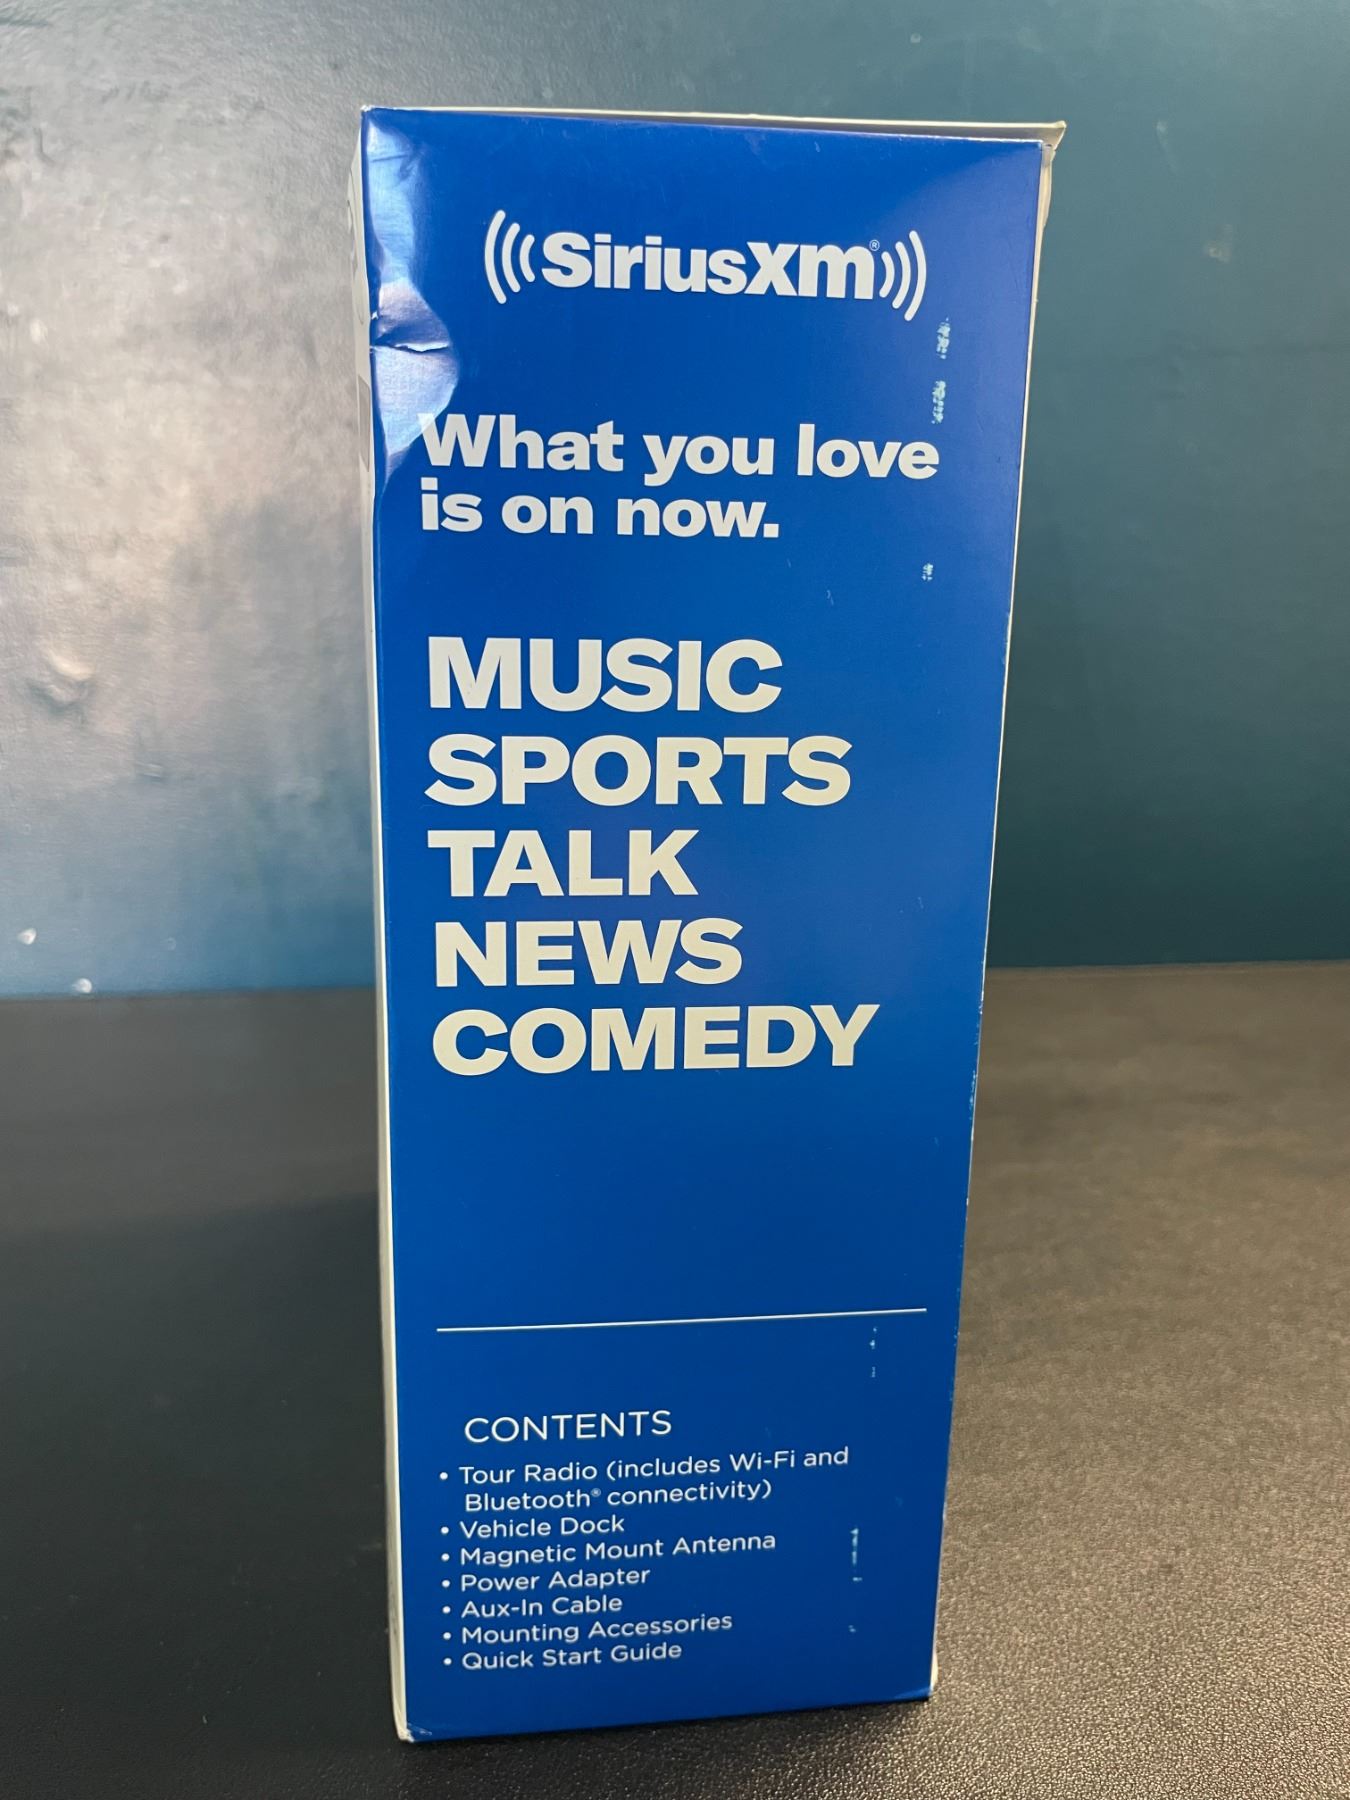 SiriusXm®
What you love
is on now.
MUSIC
SPORTS
TALK
NEWS
COMEDY
CONTENTS
• Tour Radio (includes Wi-Fi and
Bluetooth® connectivity)
• Vehicle Dock
• Magnetic Mount Antenna
• Power Adapter
• Aux-In Cable
• Mounting Accessories
• Quick Start Guide